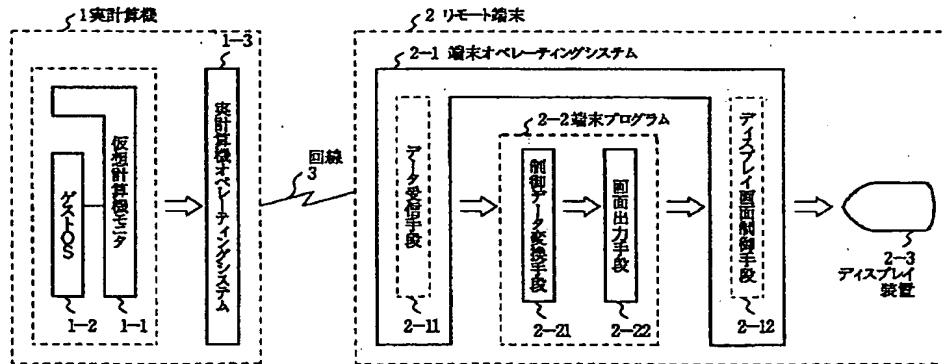 1実計算機
1-3
ゲストOS
仮想計算機モニタ
実計算機オペレーティングシステム
1-2
1-1
回線
3
2 リモート端末
2-1 端末オペレーティングシステム
2-2端末プログラム
データ受信手段
制御データ変換手段
画面出力手段
ディスプレイ画面制御手段
2-11
2-21
2-22
2-12
2-3
ディスプレイ
装置